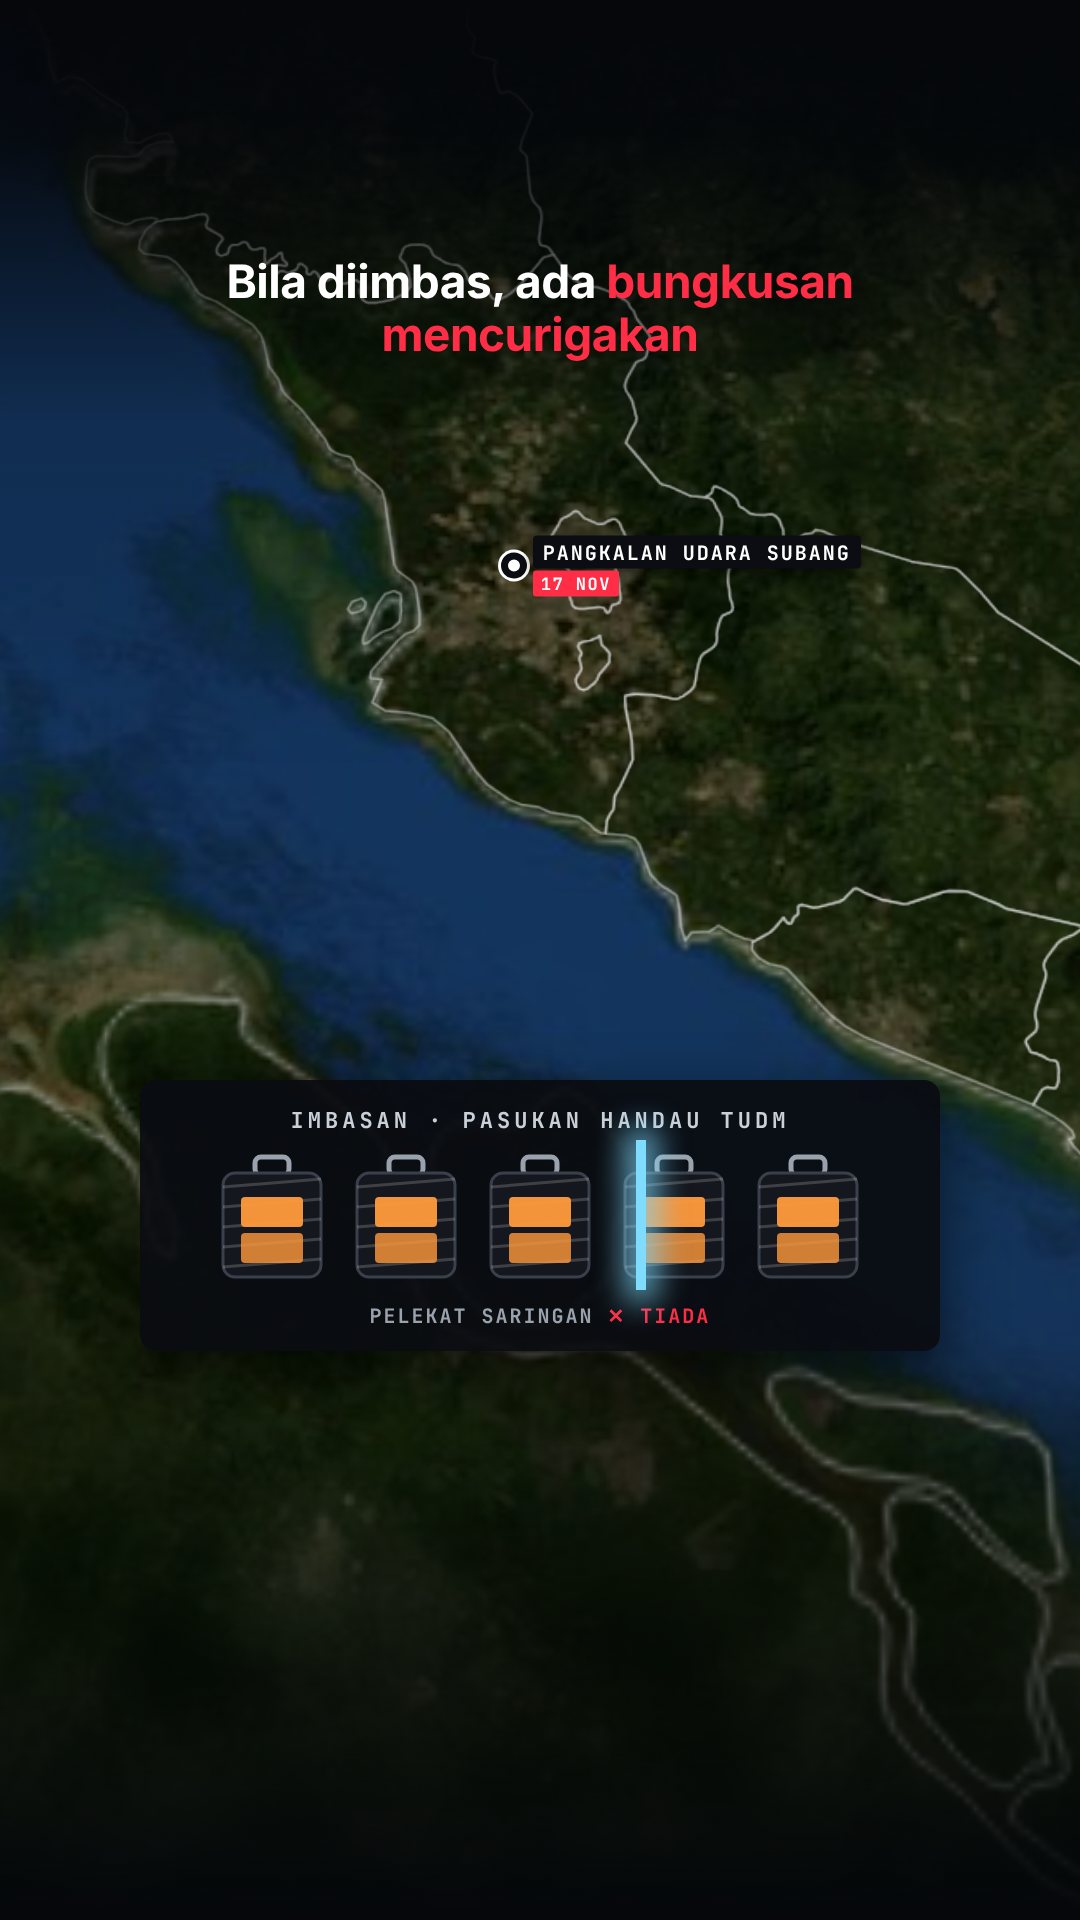 Bila diimbas, ada bungkusan
mencurigakan
PANGKALAN UDARA SUBANG
17 NOV
IMBASAN · PASUKAN HANDAU TUDM
PELEKAT SARINGAN × TIADA